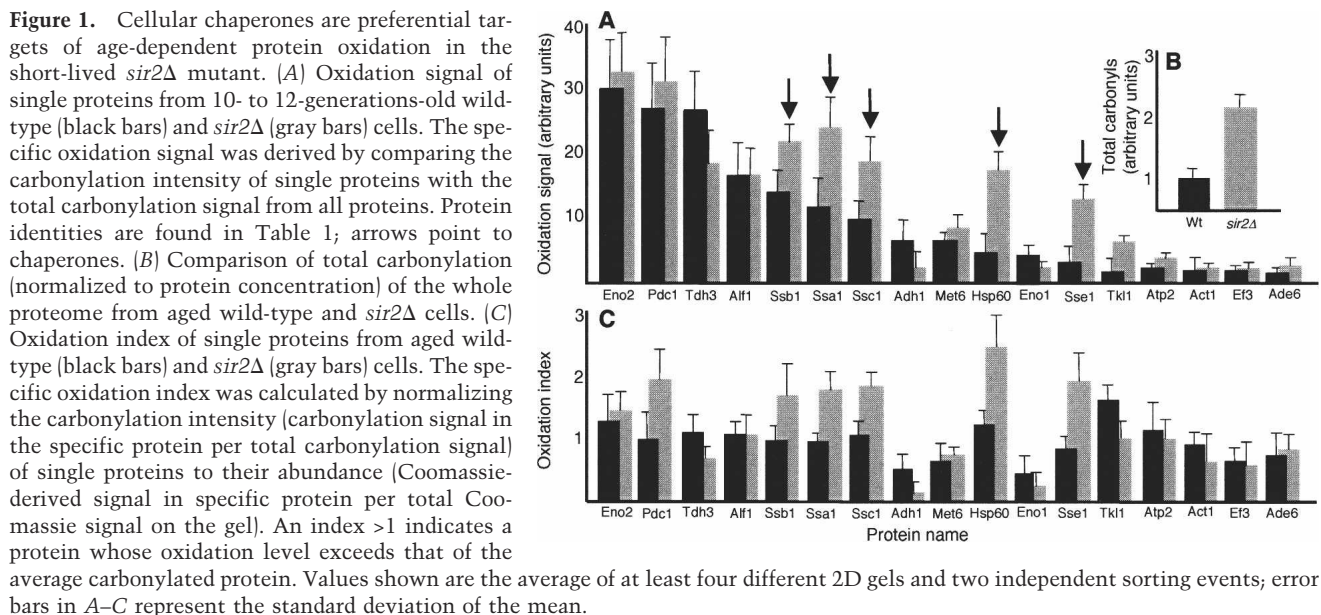 Figure 1. Cellular chaperones are preferential tar-
gets of age-dependent protein oxidation in the
short-lived sir2Δ mutant. (A) Oxidation signal of
single proteins from 10- to 12-generations-old wild-
type (black bars) and sir2Δ (gray bars) cells. The spe-
cific oxidation signal was derived by comparing the
carbonylation intensity of single proteins with the
total carbonylation signal from all proteins. Protein
identities are found in Table 1; arrows point to
chaperones. (B) Comparison of total carbonylation
(normalized to protein concentration) of the whole
proteome from aged wild-type and sir2Δ cells. (C)
Oxidation index of single proteins from aged wild-
type (black bars) and sir2Δ (gray bars) cells. The spe-
cific oxidation index was calculated by normalizing
the carbonylation intensity (carbonylation signal in
the specific protein per total carbonylation signal)
of single proteins to their abundance (Coomassie-
derived signal in specific protein per total Coo-
massie signal on the gel). An index >1 indicates a
protein whose oxidation level exceeds that of the
average carbonylated protein. Values shown are the average of at least four different 2D gels and two independent sorting events; error
bars in A–C represent the standard deviation of the mean.
A
Oxidation signal (arbitrary units)
40
30
20
10
Eno2 Pdc1 Tdh3 Alf1 Ssb1 Ssa1 Ssc1 Adh1 Met6 Hsp60 Eno1 Sse1 Tkl1 Atp2 Act1 Ef3 Ade6
B
Total carbonyls
(arbitrary units)
3
2
1
Wt sir2Δ
C
Oxidation index
3
2
1
Eno2 Pdc1 Tdh3 Alf1 Ssb1 Ssa1 Ssc1 Adh1 Met6 Hsp60 Eno1 Sse1 Tkl1 Atp2 Act1 Ef3 Ade6
Protein name